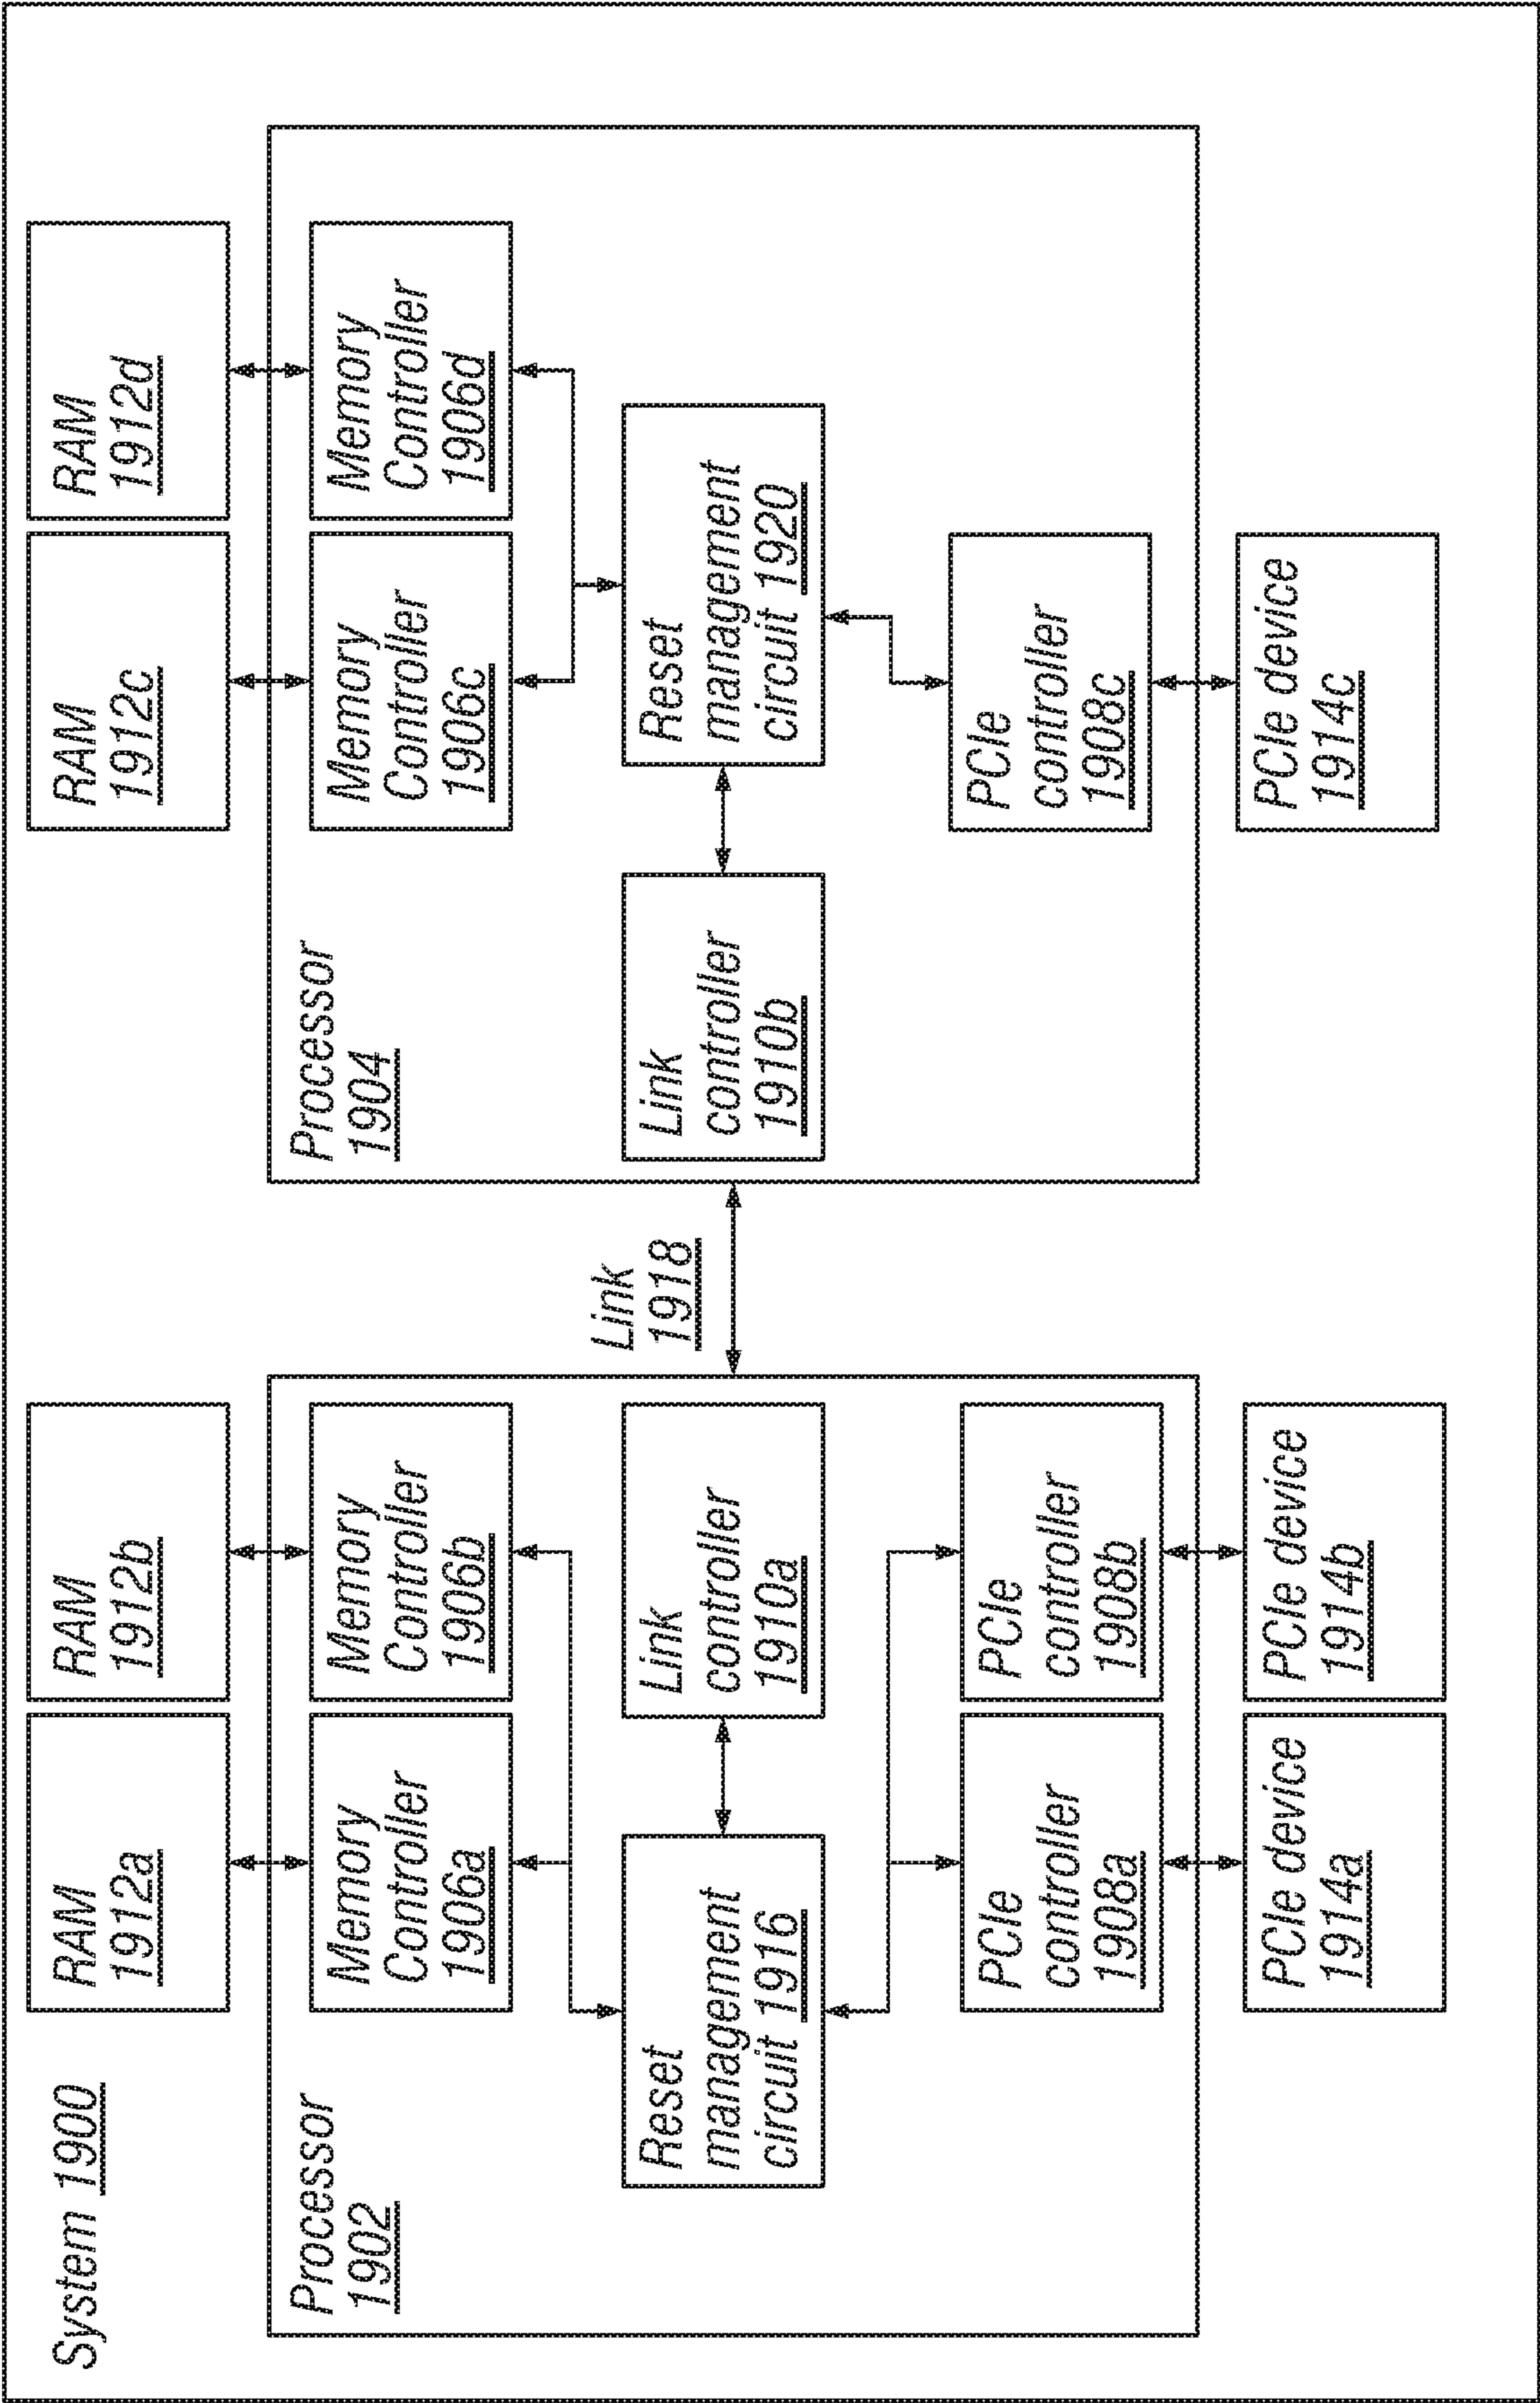 System 1900
RAM
1912a
RAM
1912b
RAM
1912c
RAM
1912d
Processor
1902
Memory
Controller
1906a
Memory
Controller
1906b
Link
1918
Processor
1904
Memory
Controller
1906c
Memory
Controller
1906d
Reset
management
circuit 1916
Link
controller
1910a
Link
controller
1910b
Reset
management
circuit 1920
PCIe
controller
1908a
PCIe
controller
1908b
PCIe
controller
1908c
PCIe device
1914a
PCIe device
1914b
PCIe device
1914c